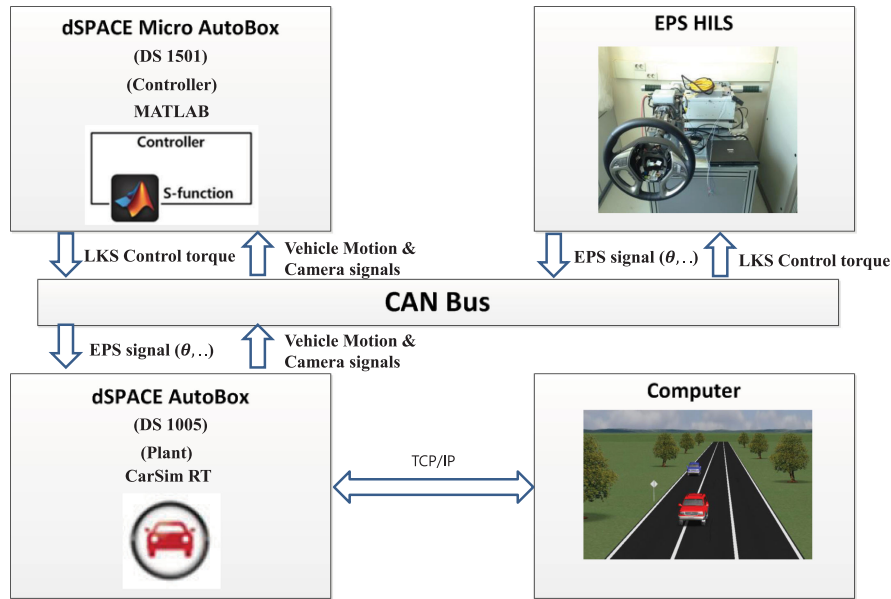 dSPACE Micro AutoBox
(DS 1501)
(Controller)
MATLAB
Controller
S-function
EPS HILS
LKS Control torque
Vehicle Motion &
Camera signals
EPS signal (θ, . .)
LKS Control torque
CAN Bus
EPS signal (θ, ..)
Vehicle Motion &
Camera signals
dSPACE AutoBox
(DS 1005)
(Plant)
CarSim RT
TCP/IP
Computer